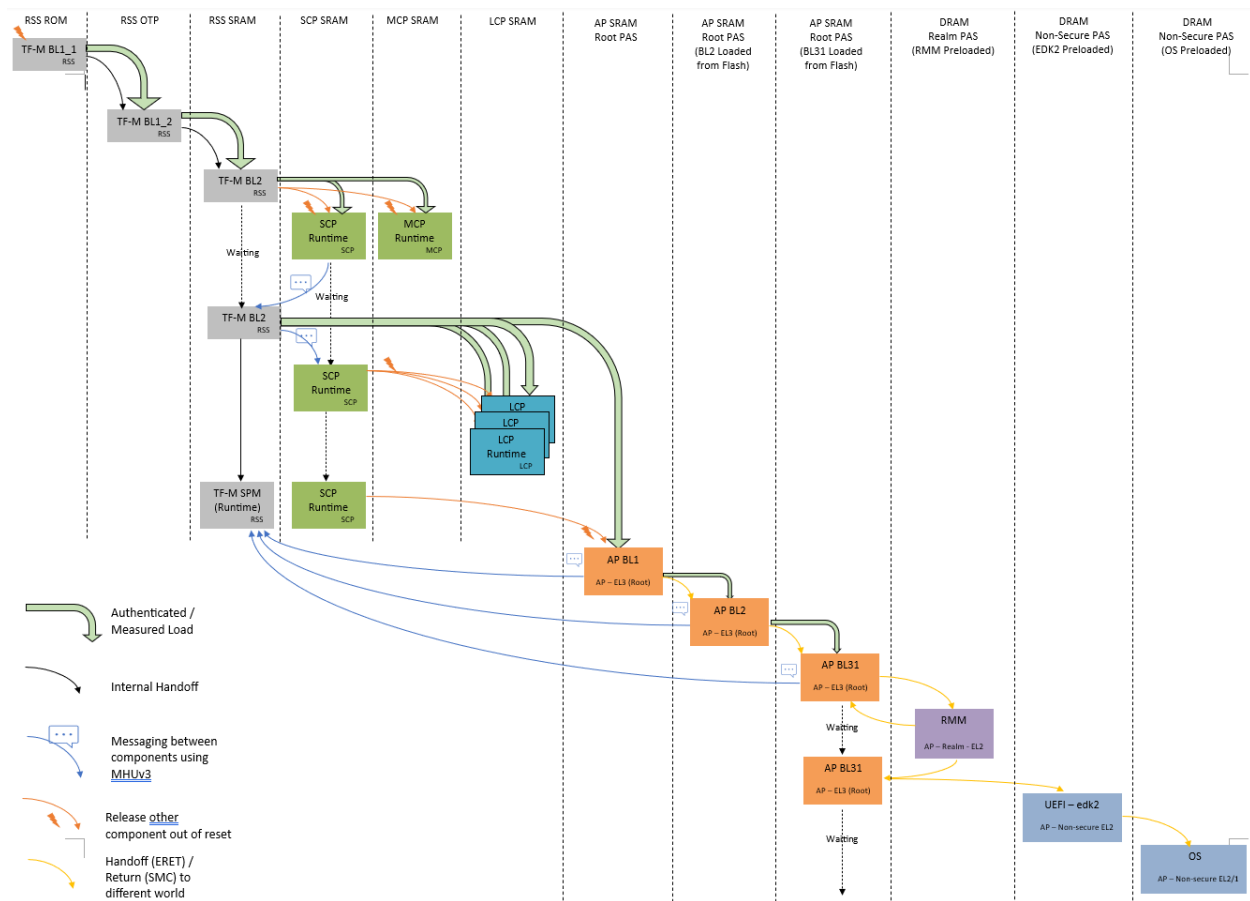 RSS ROM
RSS OTP
RSS SRAM
SCP SRAM
MCP SRAM
LCP SRAM
AP SRAM
Root PAS
AP SRAM
Root PAS
(BL2 Loaded
from Flash)
AP SRAM
Root PAS
(BL31 Loaded
from Flash)
DRAM
Realm PAS
(RMM Preloaded)
DRAM
Non-Secure PAS
(EDK2 Preloaded)
DRAM
Non-Secure PAS
(OS Preloaded)
TF-M BL1_1
RSS
TF-M BL1_2
RSS
TF-M BL2
RSS
SCP
Runtime
SCP
MCP
Runtime
MCP
Waiting
Waiting
TF-M BL2
RSS
SCP
Runtime
SCP
LCP
LCP
LCP
Runtime
LCP
TF-M SPM
(Runtime)
RSS
SCP
Runtime
SCP
AP BL1
AP – EL3 (Root)
AP BL2
AP – EL3 (Root)
AP BL31
AP – EL3 (Root)
RMM
AP – Realm - EL2
Waiting
AP BL31
AP – EL3 (Root)
UEFI – edk2
AP – Non-secure EL2
Waiting
OS
AP – Non-secure EL2/1
Authenticated /
Measured Load
Internal Handoff
Messaging between
components using
MHUv3
Release other
component out of reset
Handoff (ERET) /
Return (SMC) to
different world